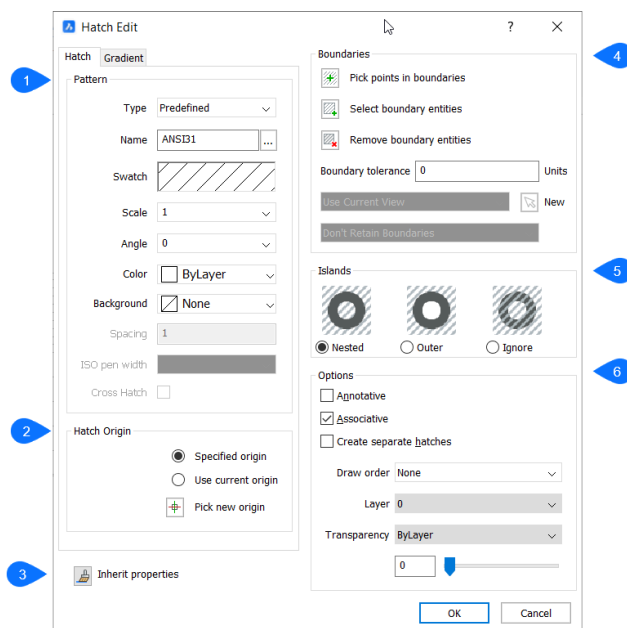 Hatch Edit
?
Hatch
Gradient
1
Pattern
Type
Predefined
Name
ANSI31
...
Swatch
Scale
1
Angle
0
Color
ByLayer
Background
None
Spacing
1
ISO pen width
Cross Hatch
2
Hatch Origin
Specified origin
Use current origin
Pick new origin
3
Inherit properties
4
Boundaries
Pick points in boundaries
Select boundary entities
Remove boundary entities
Boundary tolerance
0
Units
Use Current View
New
Don't Retain Boundaries
5
Islands
Nested
Outer
Ignore
6
Options
Annotative
Associative
Create separate hatches
Draw order
None
Layer
0
Transparency
ByLayer
0
OK
Cancel